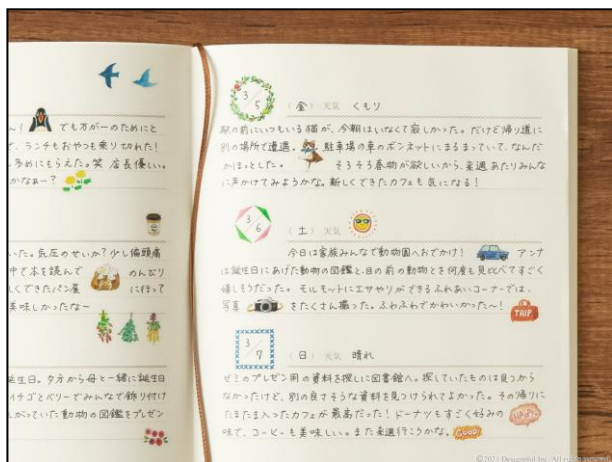 〜！ でも万が一のためにと
、ランチもおやつも乗り切れた！
多めにもらえた。笑 店長優しい。
かなぁー？
いた。気圧のせいか？少し偏頭痛
中で本を読んで のんびり
しくできたパン屋 に行って
美味しかったなー
誕生日。夕方から母と一緒に誕生日
イチゴとベリーでみんなで飾り付け
しがっていた動物の図鑑をプレゼン
3/5 （金） 天気 くもり
駅の前にいつもいる猫が、今朝はいなくて寂しかった。だけど帰り道に
別の場所で遭遇。 駐車場の車のボンネットにまるまっていて、なんだ
かほっとした。 そろそろ春物が欲しいから、来週あたりみんな
に声かけてみようかな。新しくできたカフェも気になる！
3/6 （土） 天気
今日は家族みんなで動物園へおでかけ！ アンナ
は誕生日にあげた動物の図鑑と、目の前の動物とを何度も見比べてすごく
嬉しそうだった。モルモットにエサやりができるふれあいコーナーでは、
写真 をたくさん撮った。ふわふわでかわいかった〜！ TRIP
3/7 （日） 天気 晴れ
ゼミのプレゼン用の資料を探しに図書館へ。探していたものは見つから
なかったけど、別の良さそうな資料を見つけられてよかった。その帰りに
たまたま入ったカフェが最高だった！ドーナツもすごく好みの HAPPY
味で、コーヒーも美味しい。また来週行こうかな。 GOOD!
©2021 Designphil Inc. All rights reserved.